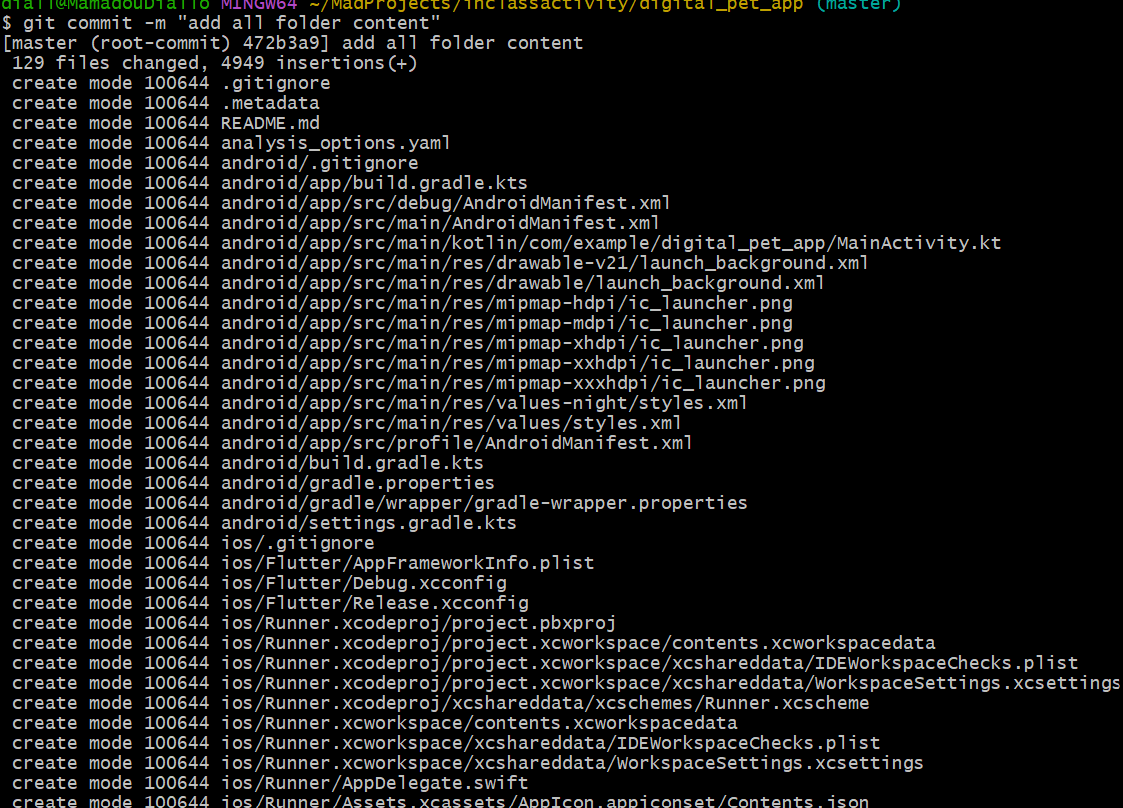 diall@MamadouDiallo MINGW64 ~/MadProjects/inclassactivity/digital_pet_app (master)
$ git commit -m "add all folder content"
[master (root-commit) 472b3a9] add all folder content
 129 files changed, 4949 insertions(+)
 create mode 100644 .gitignore
 create mode 100644 .metadata
 create mode 100644 README.md
 create mode 100644 analysis_options.yaml
 create mode 100644 android/.gitignore
 create mode 100644 android/app/build.gradle.kts
 create mode 100644 android/app/src/debug/AndroidManifest.xml
 create mode 100644 android/app/src/main/AndroidManifest.xml
 create mode 100644 android/app/src/main/kotlin/com/example/digital_pet_app/MainActivity.kt
 create mode 100644 android/app/src/main/res/drawable-v21/launch_background.xml
 create mode 100644 android/app/src/main/res/drawable/launch_background.xml
 create mode 100644 android/app/src/main/res/mipmap-hdpi/ic_launcher.png
 create mode 100644 android/app/src/main/res/mipmap-mdpi/ic_launcher.png
 create mode 100644 android/app/src/main/res/mipmap-xhdpi/ic_launcher.png
 create mode 100644 android/app/src/main/res/mipmap-xxhdpi/ic_launcher.png
 create mode 100644 android/app/src/main/res/mipmap-xxxhdpi/ic_launcher.png
 create mode 100644 android/app/src/main/res/values-night/styles.xml
 create mode 100644 android/app/src/main/res/values/styles.xml
 create mode 100644 android/app/src/profile/AndroidManifest.xml
 create mode 100644 android/build.gradle.kts
 create mode 100644 android/gradle.properties
 create mode 100644 android/gradle/wrapper/gradle-wrapper.properties
 create mode 100644 android/settings.gradle.kts
 create mode 100644 ios/.gitignore
 create mode 100644 ios/Flutter/AppFrameworkInfo.plist
 create mode 100644 ios/Flutter/Debug.xcconfig
 create mode 100644 ios/Flutter/Release.xcconfig
 create mode 100644 ios/Runner.xcodeproj/project.pbxproj
 create mode 100644 ios/Runner.xcodeproj/project.xcworkspace/contents.xcworkspacedata
 create mode 100644 ios/Runner.xcodeproj/project.xcworkspace/xcshareddata/IDEWorkspaceChecks.plist
 create mode 100644 ios/Runner.xcodeproj/project.xcworkspace/xcshareddata/WorkspaceSettings.xcsettings
 create mode 100644 ios/Runner.xcodeproj/xcshareddata/xcschemes/Runner.xcscheme
 create mode 100644 ios/Runner.xcworkspace/contents.xcworkspacedata
 create mode 100644 ios/Runner.xcworkspace/xcshareddata/IDEWorkspaceChecks.plist
 create mode 100644 ios/Runner.xcworkspace/xcshareddata/WorkspaceSettings.xcsettings
 create mode 100644 ios/Runner/AppDelegate.swift
 create mode 100644 ios/Runner/Assets.xcassets/AppIcon.appiconset/Contents.json